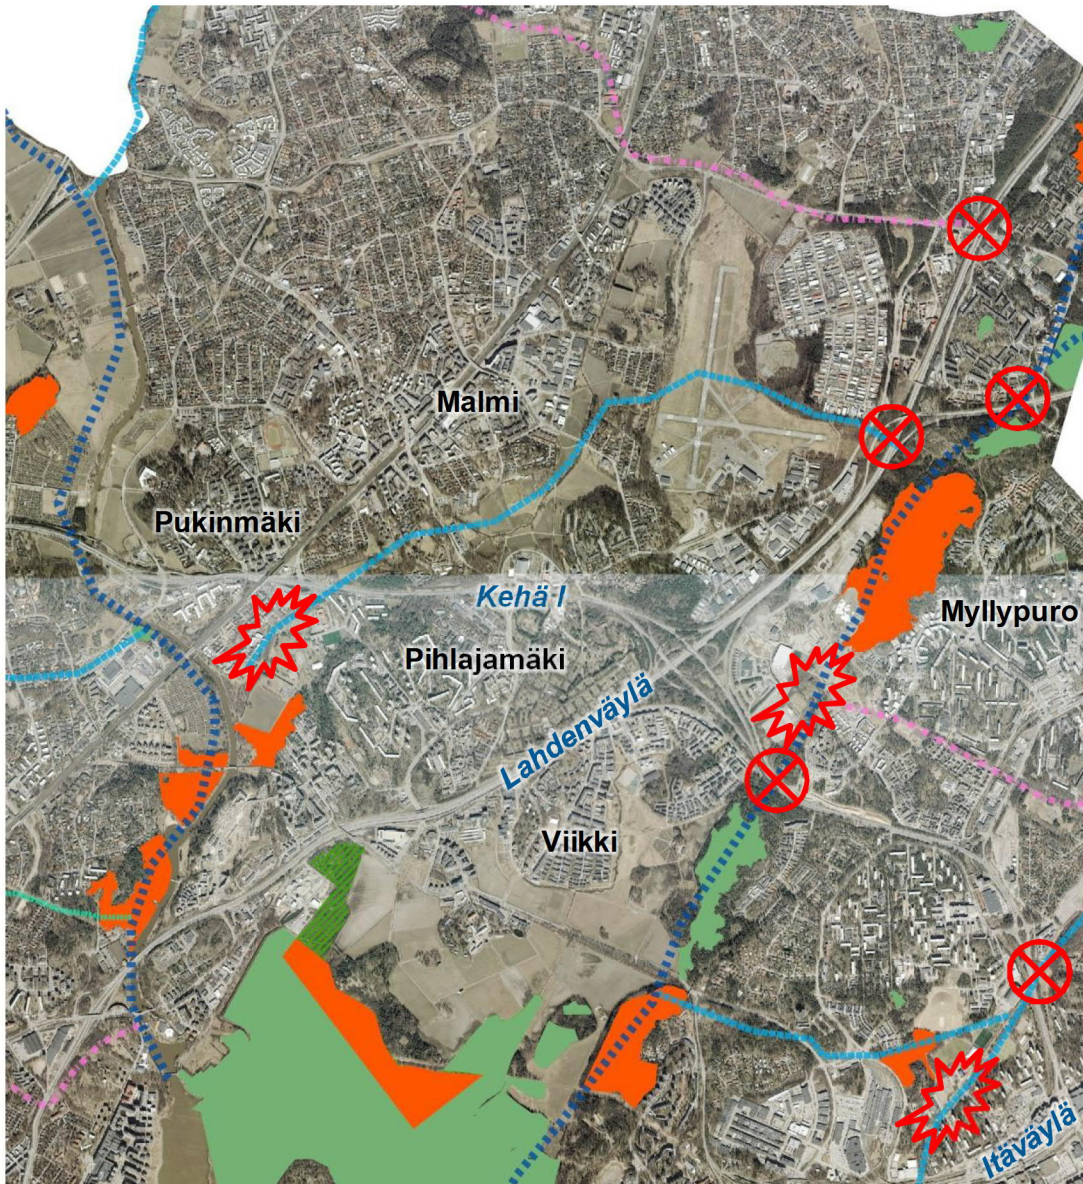 Malmi
Pukinmäki
Kehä I
Myllypuro
Pihlajamäki
Lahdenväylä
Viikki
Itäväylä